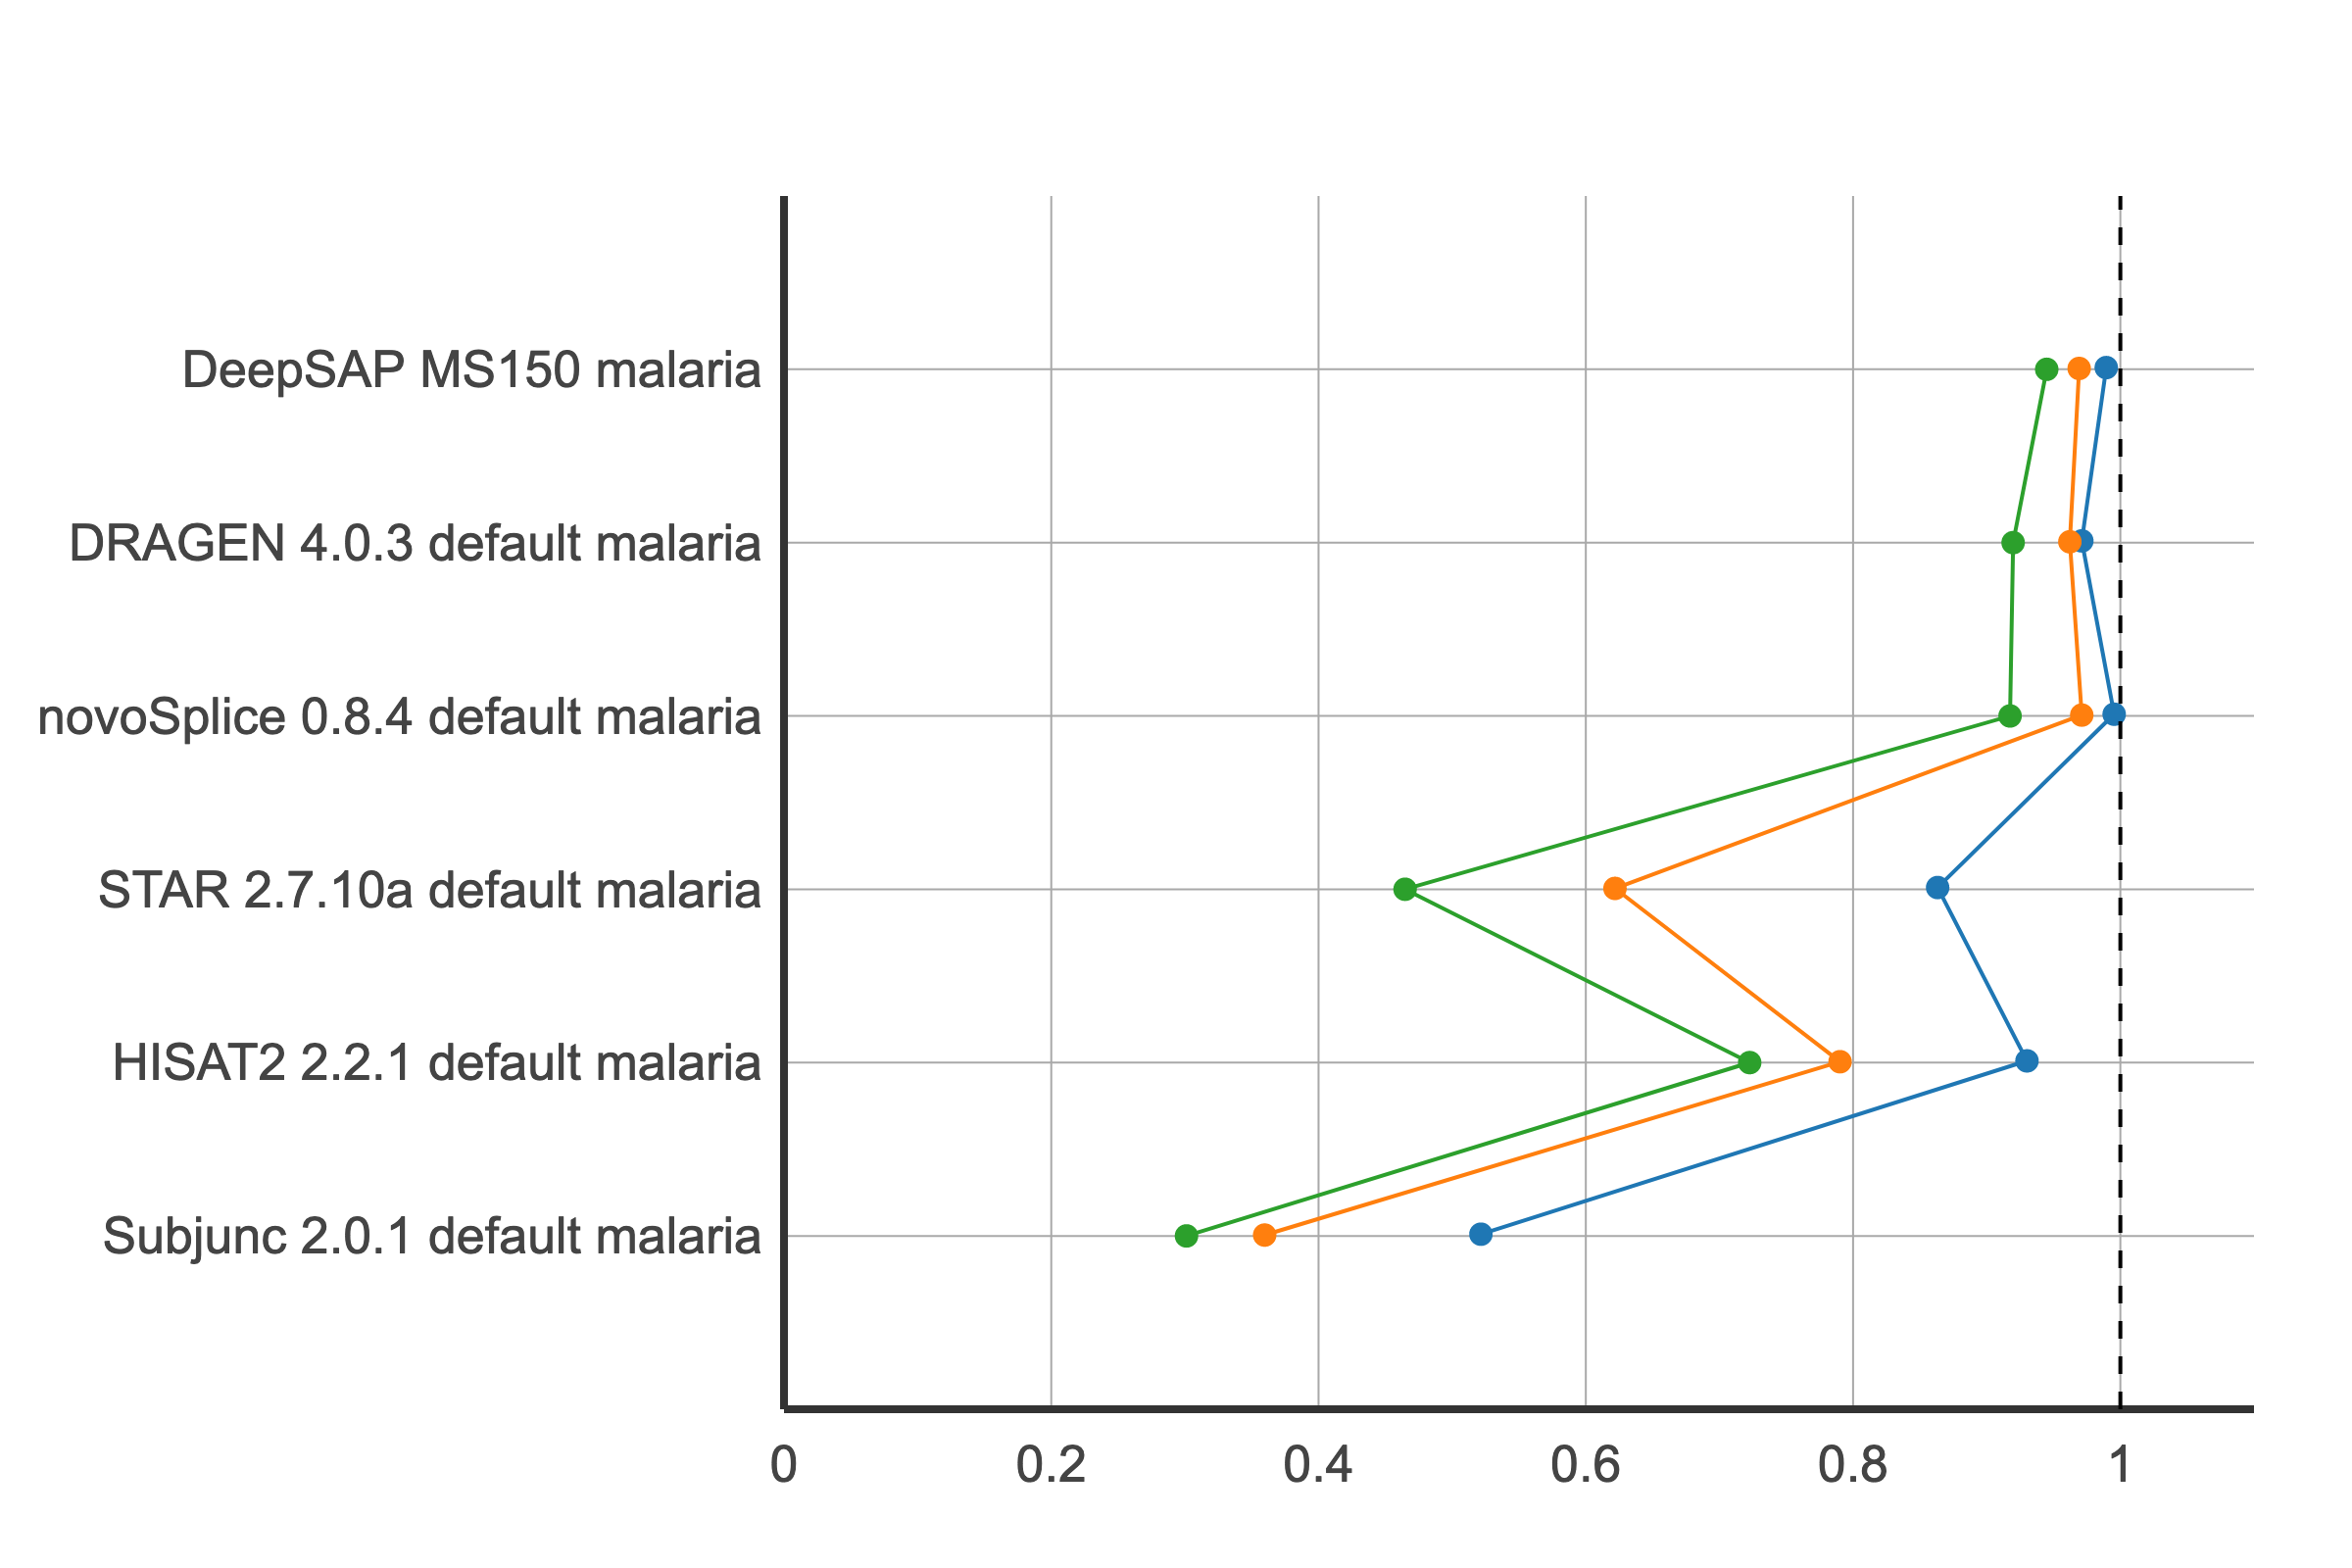 DeepSAP MS150 malaria
DRAGEN 4.0.3 default malaria
novoSplice 0.8.4 default malaria
STAR 2.7.10a default malaria
HISAT2 2.2.1 default malaria
Subjunc 2.0.1 default malaria
0 0.2 0.4 0.6 0.8 1